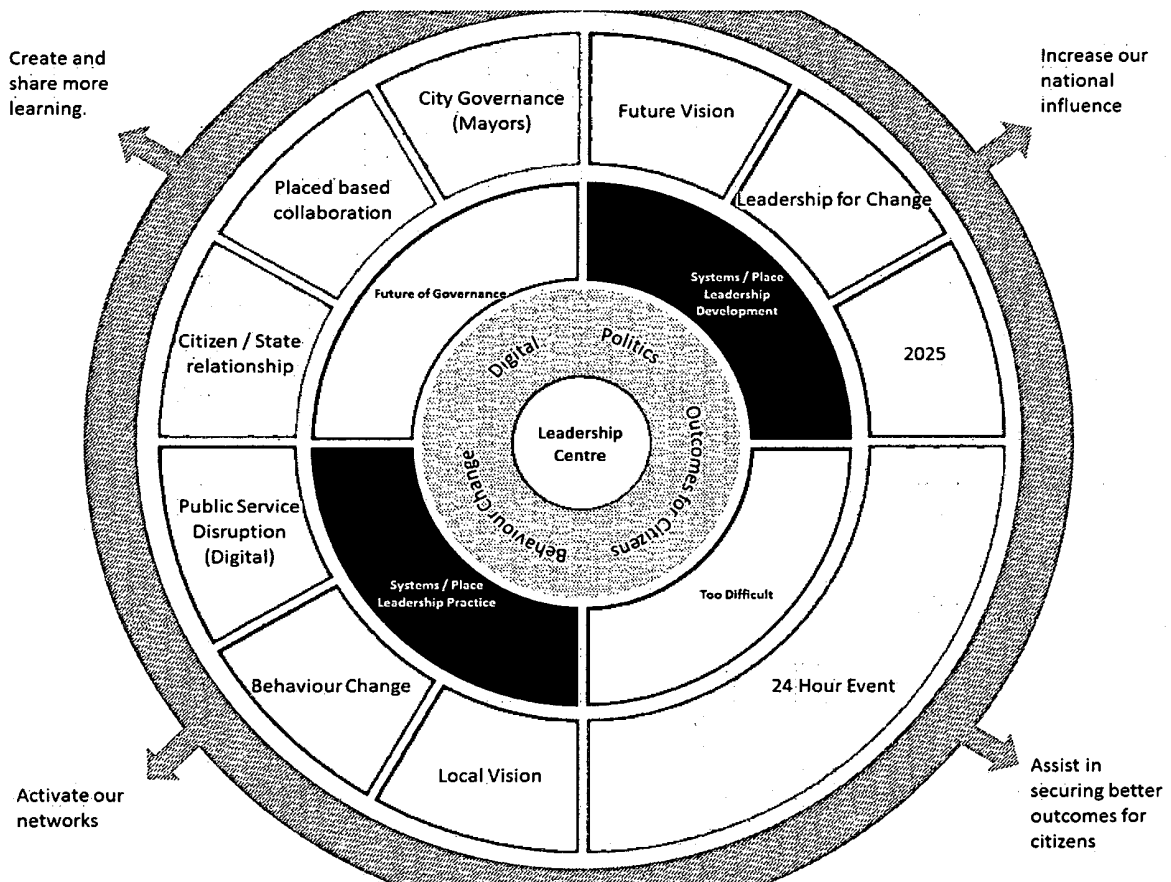 Create and
share more
learning.
Increase our
national
influence
City Governance
(Mayors)
Future Vision
Placed based
collaboration
Leadership for Change
Citizen / State
relationship
Future of Governance
Systems / Place
Leadership
Development
2025
Digital
Politics
Leadership
Centre
Outcomes for Citizens
Behaviour Change
Public Service
Disruption
(Digital)
Systems / Place
Leadership Practice
Too Difficult
Behaviour Change
24 Hour Event
Local Vision
Activate our
networks
Assist in
securing better
outcomes for
citizens